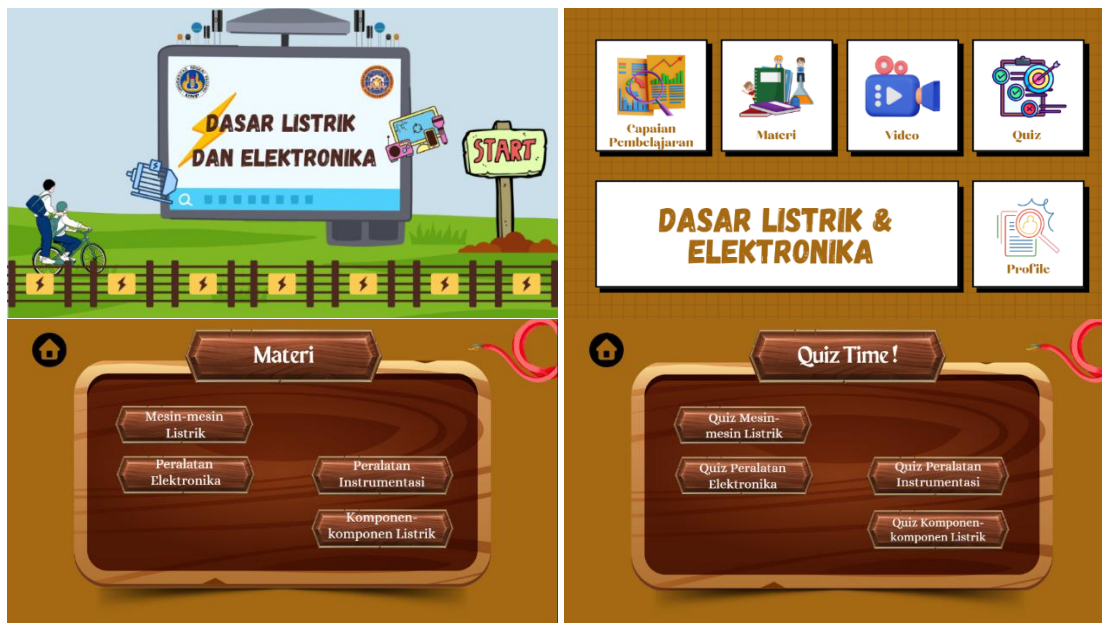 DASAR LISTRIK
DAN ELEKTRONIKA
START
Capaian
Pembelajaran
Materi
Video
Quiz
DASAR LISTRIK &
ELEKTRONIKA
Profile
Materi
Mesin-mesin
Listrik
Peralatan
Elektronika
Peralatan
Instrumentasi
Komponen-
komponen Listrik
Quiz Time !
Quiz Mesin-
mesin Listrik
Quiz Peralatan
Elektronika
Quiz Peralatan
Instrumentasi
Quiz Komponen-
komponen Listrik